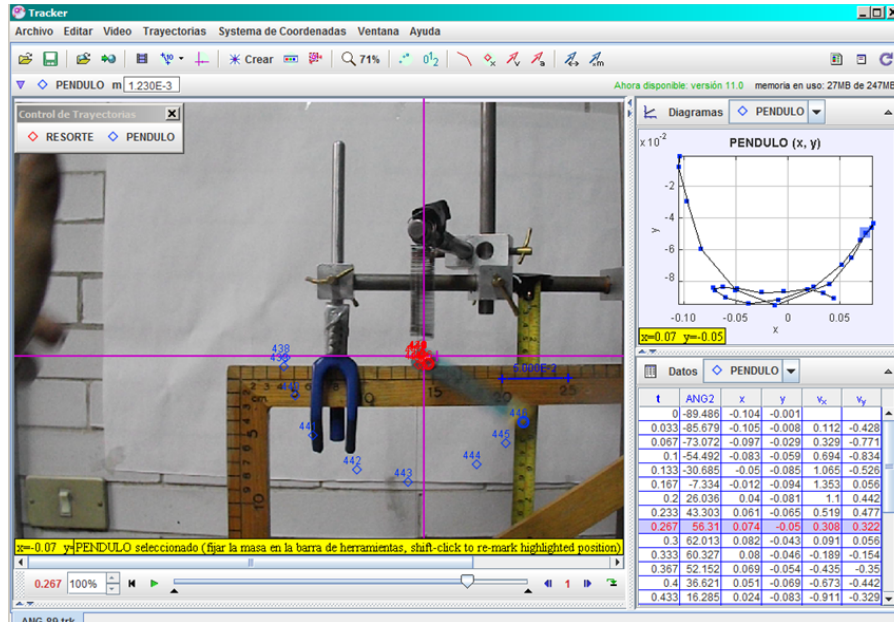 Tracker
Archivo Editar Video Trayectorias Systema de Coordenadas Ventana Ayuda
Crear 71%
PENDULO m 1.230E-3 Ahora disponible: versión 11.0 memoria en uso: 27MB de 247MB
Control de Trayectorias
RESORTE PENDULO
438
441
442
443
444
445
446
5.000E-2
cm
5
10
15
20
25
x=-0.07 y= PENDULO seleccionado (fijar la masa en la barra de herramientas, shift-click to re-mark highlighted position)
0.267 100% 1
ANG 89.trk
Diagramas PENDULO
x10-2 PENDULO (x, y)
-2
-4
y -6
-8
-0.10 -0.05 0 0.05
x
x=0.07 y=-0.05
Datos PENDULO
t ANG2 x y vx vy
0 -89.486 -0.104 -0.001
0.033 -85.679 -0.105 -0.008 0.112 -0.428
0.067 -73.072 -0.097 -0.029 0.329 -0.771
0.1 -54.492 -0.083 -0.059 0.694 -0.834
0.133 -30.685 -0.05 -0.085 1.065 -0.526
0.167 -7.334 -0.012 -0.094 1.353 0.056
0.2 26.036 0.04 -0.081 1.1 0.442
0.233 43.303 0.061 -0.065 0.519 0.477
0.267 56.31 0.074 -0.05 0.308 0.322
0.3 62.013 0.082 -0.043 0.091 0.056
0.333 60.327 0.08 -0.046 -0.189 -0.154
0.367 52.152 0.069 -0.054 -0.435 -0.35
0.4 36.621 0.051 -0.069 -0.673 -0.442
0.433 16.285 0.024 -0.083 -0.911 -0.329